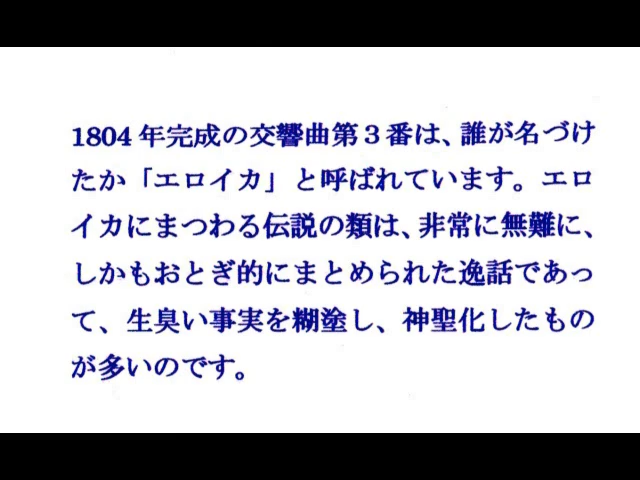 1804年完成の交響曲第３番は、誰が名づけ
たか「エロイカ」と呼ばれています。エロ
イカにまつわる伝説の類は、非常に無難に、
しかもおとぎ的にまとめられた逸話であっ
て、生臭い事実を糊塗し、神聖化したもの
が多いのです。